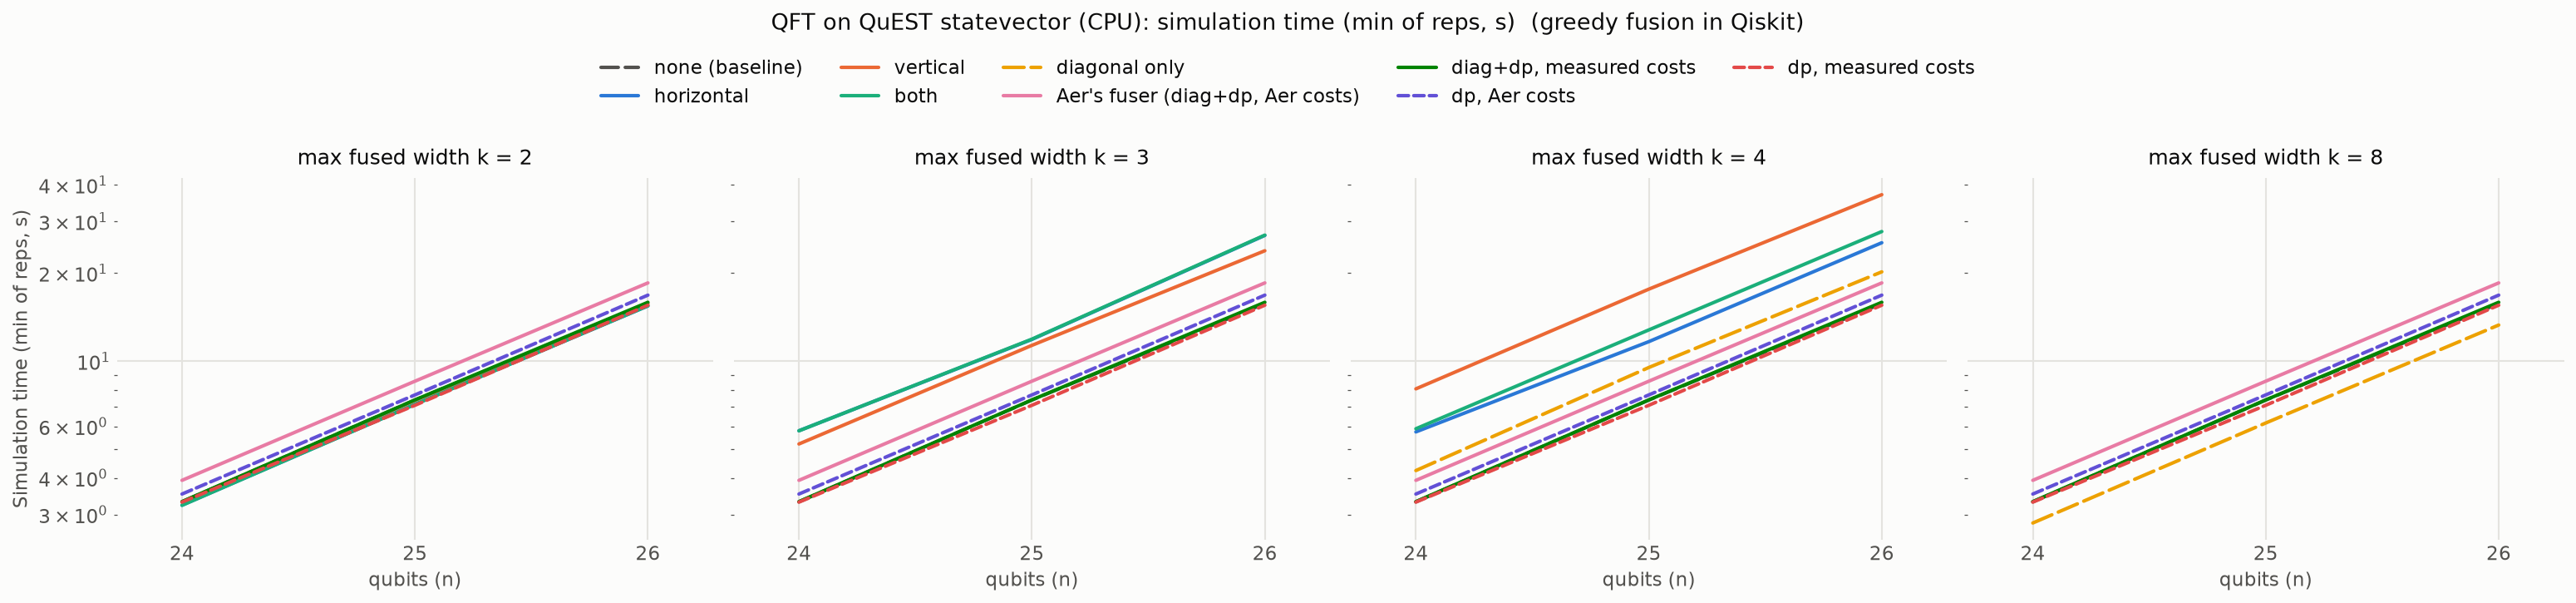 QFT on QuEST statevector (CPU): simulation time (min of reps, s)  (greedy fusion in Qiskit)
none (baseline) vertical diagonal only diag+dp, measured costs dp, measured costs
horizontal both Aer's fuser (diag+dp, Aer costs) dp, Aer costs
max fused width k = 2 max fused width k = 3 max fused width k = 4 max fused width k = 8
Simulation time (min of reps, s)
4 × 10¹
3 × 10¹
2 × 10¹
10¹
6 × 10⁰
4 × 10⁰
3 × 10⁰
24 25 26 24 25 26 24 25 26 24 25 26
qubits (n) qubits (n) qubits (n) qubits (n)